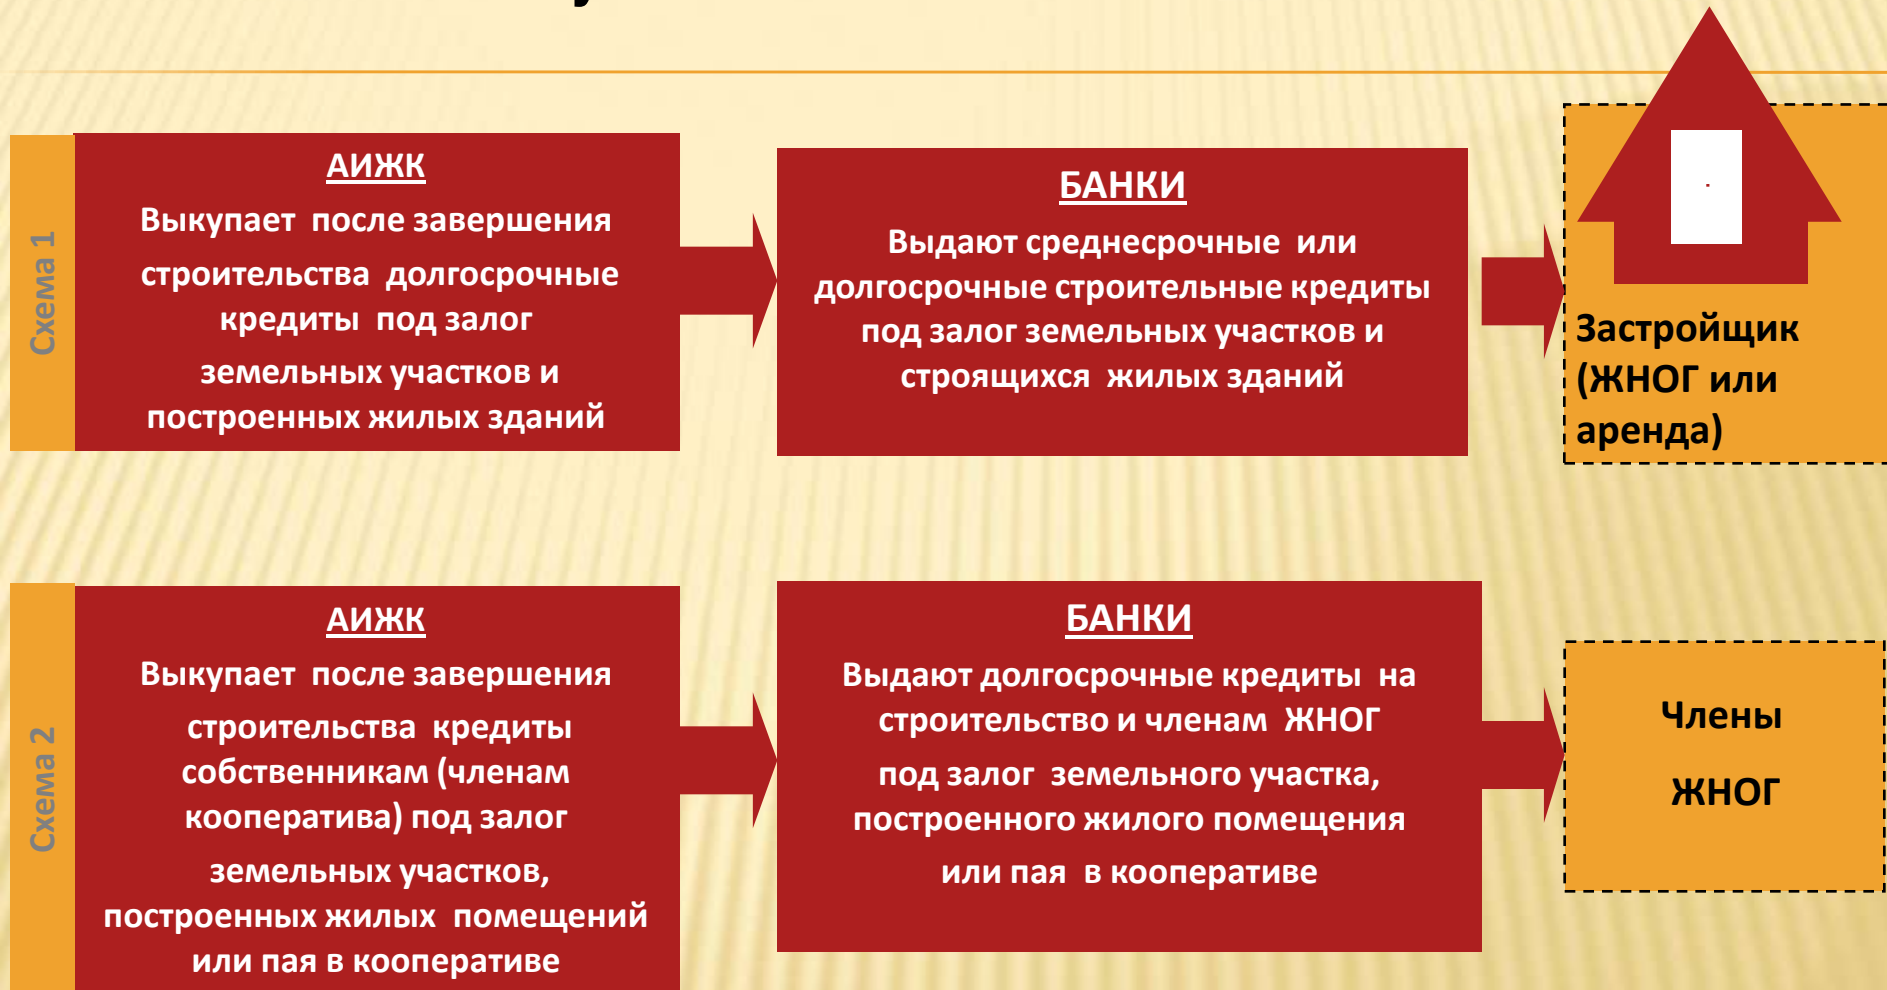 Схема 1
АИЖК
Выкупает после завершения
строительства долгосрочные
кредиты под залог
земельных участков и
построенных жилых зданий
БАНКИ
Выдают среднесрочные или
долгосрочные строительные кредиты
под залог земельных участков и
строящихся жилых зданий
Застройщик
(ЖНОГ или
аренда)
Схема 2
АИЖК
Выкупает после завершения
строительства кредиты
собственникам (членам
кооператива) под залог
земельных участков,
построенных жилых помещений
или пая в кооперативе
БАНКИ
Выдают долгосрочные кредиты на
строительство и членам ЖНОГ
под залог земельного участка,
построенного жилого помещения
или пая в кооперативе
Члены
ЖНОГ